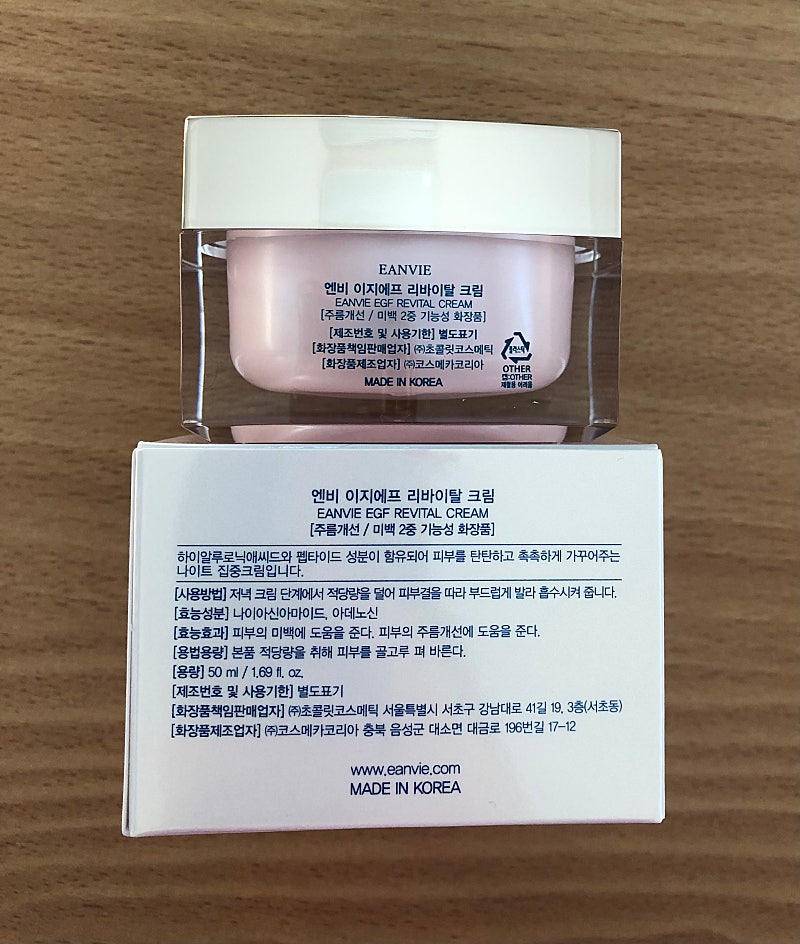 EANVIE
엔비 이지에프 리바이탈 크림
EANVIE EGF REVITAL CREAM
[주름개선 / 미백 2중 기능성 화장품]
[제조번호 및 사용기한] 별도표기
[화장품책임판매업자] ㈜초콜릿코스메틱
[화장품제조업자] ㈜코스메카코리아
MADE IN KOREA
플라스틱
OTHER
캡:OTHER
재활용 어려움
엔비 이지에프 리바이탈 크림
EANVIE EGF REVITAL CREAM
[주름개선 / 미백 2중 기능성 화장품]
하이알루로닉애씨드와 펩타이드 성분이 함유되어 피부를 탄탄하고 촉촉하게 가꾸어주는
나이트 집중크림입니다.
[사용방법] 저녁 크림 단계에서 적당량을 덜어 피부결을 따라 부드럽게 발라 흡수시켜 줍니다.
[효능성분] 나이아신아마이드, 아데노신
[효능효과] 피부의 미백에 도움을 준다. 피부의 주름개선에 도움을 준다.
[용법용량] 본품 적당량을 취해 피부를 골고루 펴 바른다.
[용량] 50 ml / 1.69 fl. oz.
[제조번호 및 사용기한] 별도표기
[화장품책임판매업자] ㈜초콜릿코스메틱 서울특별시 서초구 강남대로 41길 19, 3층(서초동)
[화장품제조업자] ㈜코스메카코리아 충북 음성군 대소면 대금로 196번길 17-12
www.eanvie.com
MADE IN KOREA